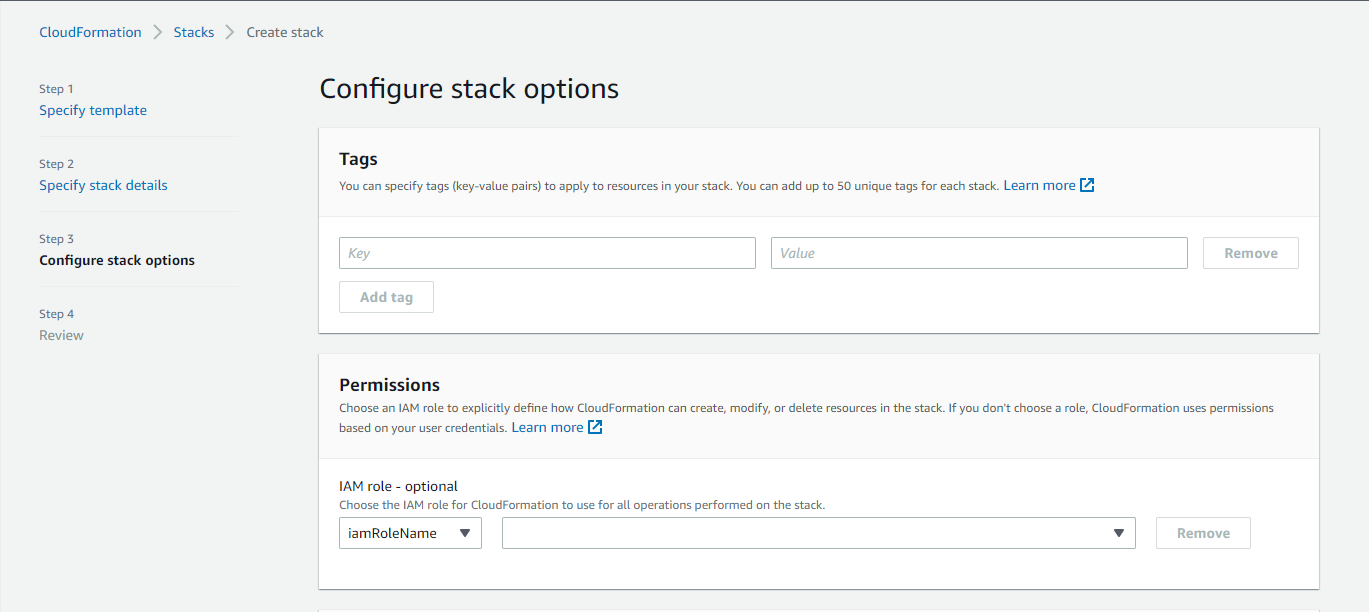 CloudFormation > Stacks > Create stack
Step 1
Specify template
Step 2
Specify stack details
Step 3
Configure stack options
Step 4
Review
Configure stack options
Tags
You can specify tags (key-value pairs) to apply to resources in your stack. You can add up to 50 unique tags for each stack. Learn more
Key Value Remove
Add tag
Permissions
Choose an IAM role to explicitly define how CloudFormation can create, modify, or delete resources in the stack. If you don't choose a role, CloudFormation uses permissions
based on your user credentials. Learn more
IAM role - optional
Choose the IAM role for CloudFormation to use for all operations performed on the stack.
iamRoleName Remove